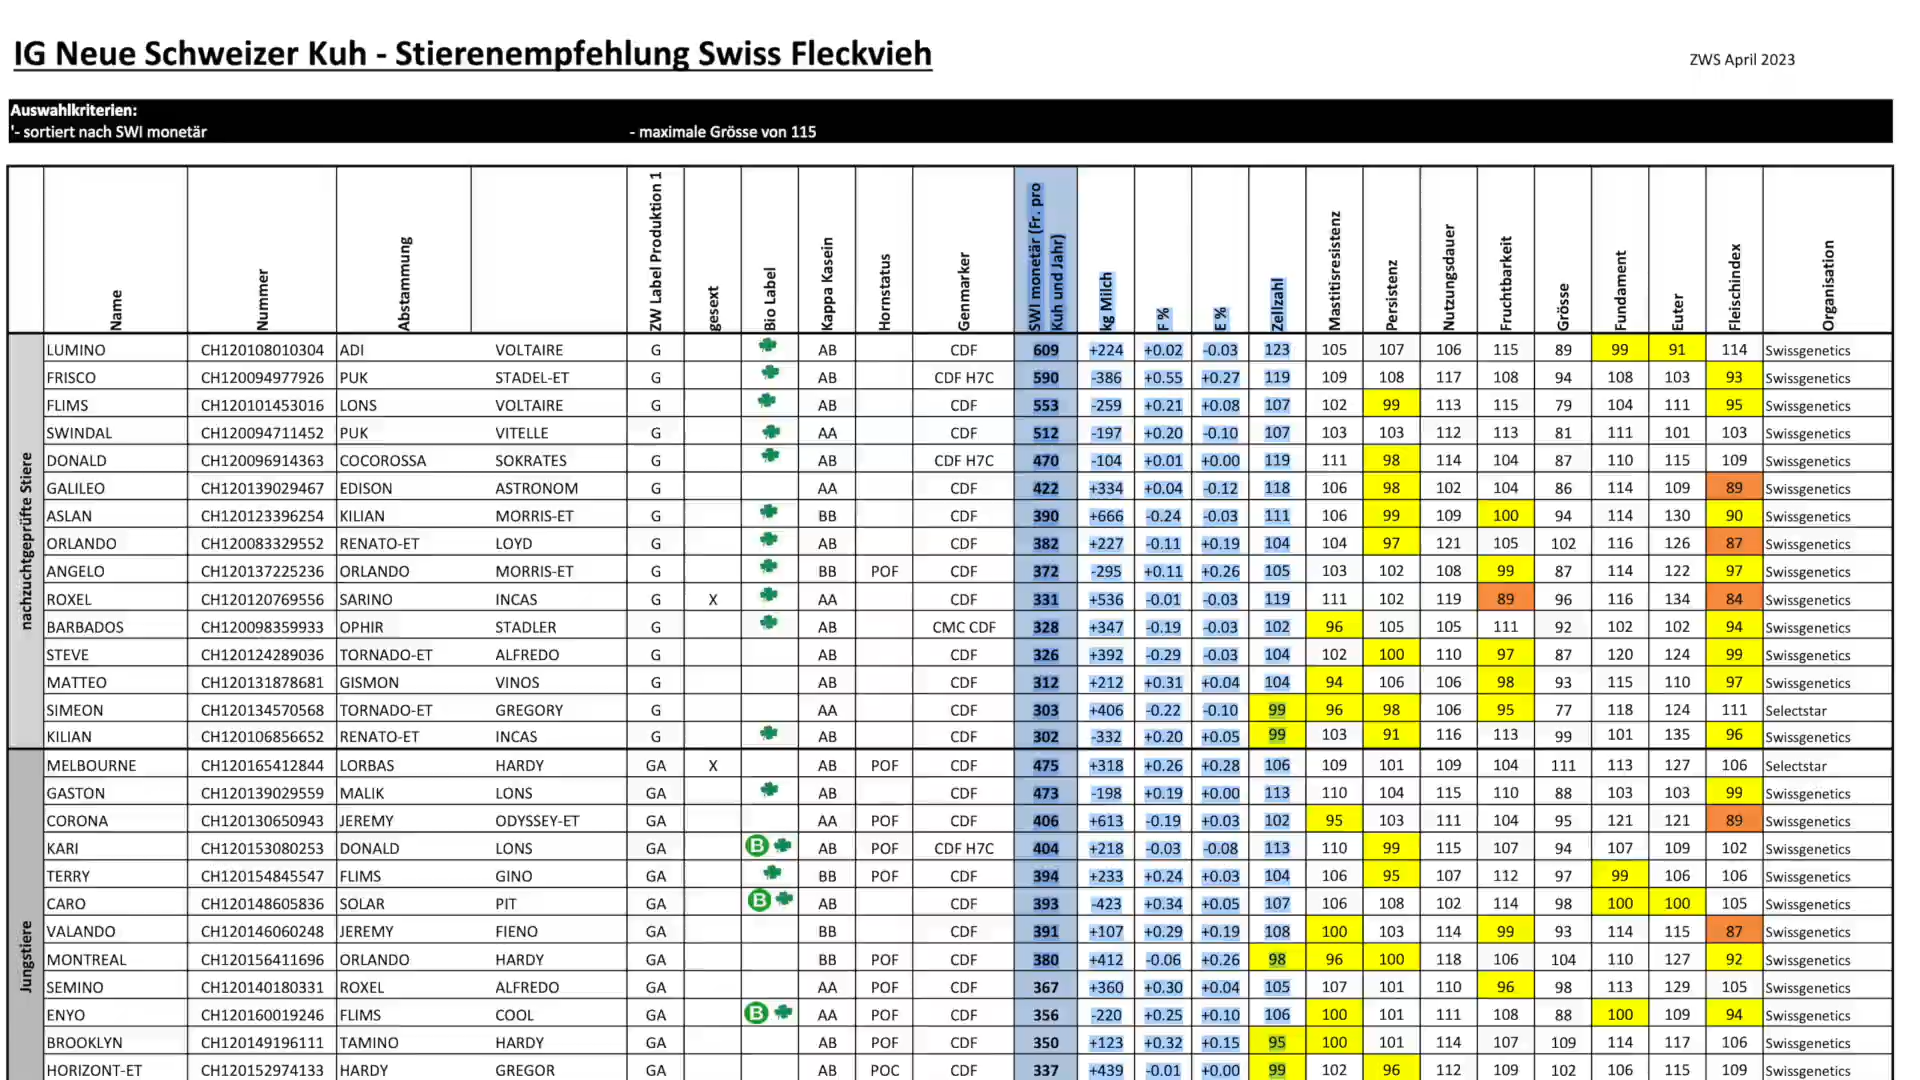 IG Neue Schweizer Kuh - Stierenempfehlung Swiss Fleckvieh
ZWS April 2023
Auswahlkriterien:
'- sortiert nach SWI monetär - maximale Grösse von 115
Name Nummer Abstammung ZW Label Produktion 1 gesext Bio Label Kappa Kasein Hornstatus Genmarker SWI monetär (Fr. pro Kuh und Jahr) kg Milch F % E % Zellzahl Mastitisresistenz Persistenz Nutzungsdauer Fruchtbarkeit Grösse Fundament Euter Fleischindex Organisation
nachzuchtgeprüfte Stiere
LUMINO CH120108010304 ADI VOLTAIRE G AB CDF 609 +224 +0.02 -0.03 123 105 107 106 115 89 99 91 114 Swissgenetics
FRISCO CH120094977926 PUK STADEL-ET G AB CDF H7C 590 -386 +0.55 +0.27 119 109 108 117 108 94 108 103 93 Swissgenetics
FLIMS CH120101453016 LONS VOLTAIRE G AB CDF 553 -259 +0.21 +0.08 107 102 99 113 115 79 104 111 95 Swissgenetics
SWINDAL CH120094711452 PUK VITELLE G AA CDF 512 -197 +0.20 -0.10 107 103 103 112 113 81 111 101 103 Swissgenetics
DONALD CH120096914363 COCOROSSA SOKRATES G AB CDF H7C 470 -104 +0.01 +0.00 119 111 98 114 104 87 110 115 109 Swissgenetics
GALILEO CH120139029467 EDISON ASTRONOM G AA CDF 422 +334 +0.04 -0.12 118 106 98 102 104 86 114 109 89 Swissgenetics
ASLAN CH120123396254 KILIAN MORRIS-ET G BB CDF 390 +666 -0.24 -0.03 111 106 99 109 100 94 114 130 90 Swissgenetics
ORLANDO CH120083329552 RENATO-ET LOYD G AB CDF 382 +227 -0.11 +0.19 104 104 97 121 105 102 116 126 87 Swissgenetics
ANGELO CH120137225236 ORLANDO MORRIS-ET G BB POF CDF 372 -295 +0.11 +0.26 105 103 102 108 99 87 114 122 97 Swissgenetics
ROXEL CH120120769556 SARINO INCAS G X AA CDF 331 +536 -0.01 -0.03 119 111 102 119 89 96 116 134 84 Swissgenetics
BARBADOS CH120098359933 OPHIR STADLER G AB CMC CDF 328 +347 -0.19 -0.03 102 96 105 105 111 92 102 102 94 Swissgenetics
STEVE CH120124289036 TORNADO-ET ALFREDO G AB CDF 326 +392 -0.29 -0.03 104 102 100 110 97 87 120 124 99 Swissgenetics
MATTEO CH120131878681 GISMON VINOS G AB CDF 312 +212 +0.31 +0.04 104 94 106 106 98 93 115 110 97 Swissgenetics
SIMEON CH120134570568 TORNADO-ET GREGORY G AA CDF 303 +406 -0.22 -0.10 99 96 98 106 95 77 118 124 111 Selectstar
KILIAN CH120106856652 RENATO-ET INCAS G AB CDF 302 -332 +0.20 +0.05 99 103 91 116 113 99 101 135 96 Swissgenetics
Jungstiere
MELBOURNE CH120165412844 LORBAS HARDY GA X AB POF CDF 475 +318 +0.26 +0.28 106 109 101 109 104 111 113 127 106 Selectstar
GASTON CH120139029559 MALIK LONS GA AB CDF 473 -198 +0.19 +0.00 113 110 104 115 110 88 103 103 99 Swissgenetics
CORONA CH120130650943 JEREMY ODYSSEY-ET GA AA POF CDF 406 +613 -0.19 +0.03 102 95 103 111 104 95 121 121 89 Swissgenetics
KARI CH120153080253 DONALD LONS GA B AB POF CDF H7C 404 +218 -0.03 -0.08 113 110 99 115 107 94 107 109 102 Swissgenetics
TERRY CH120154845547 FLIMS GINO GA BB POF CDF 394 +233 +0.24 +0.03 104 106 95 107 112 97 99 106 106 Swissgenetics
CARO CH120148605836 SOLAR PIT GA B AB CDF 393 -423 +0.34 +0.05 107 106 108 102 114 98 100 100 105 Swissgenetics
VALANDO CH120146060248 JEREMY FIENO GA BB CDF 391 +107 +0.29 +0.19 108 100 103 114 99 93 114 115 87 Swissgenetics
MONTREAL CH120156411696 ORLANDO HARDY GA BB POF CDF 380 +412 -0.06 +0.26 98 96 100 118 106 104 110 127 92 Swissgenetics
SEMINO CH120140180331 ROXEL ALFREDO GA AA POF CDF 367 +360 +0.30 +0.04 105 107 101 110 96 98 113 129 105 Swissgenetics
ENYO CH120160019246 FLIMS COOL GA B AA POF CDF 356 -220 +0.25 +0.10 106 100 101 111 108 88 100 109 94 Swissgenetics
BROOKLYN CH120149196111 TAMINO HARDY GA AB POF CDF 350 +123 +0.32 +0.15 95 100 101 114 107 109 114 117 106 Swissgenetics
HORIZONT-ET CH120152974133 HARDY GREGOR GA AB POC CDF 337 +439 -0.01 +0.00 99 102 96 112 109 102 106 115 109 Swissgenetics